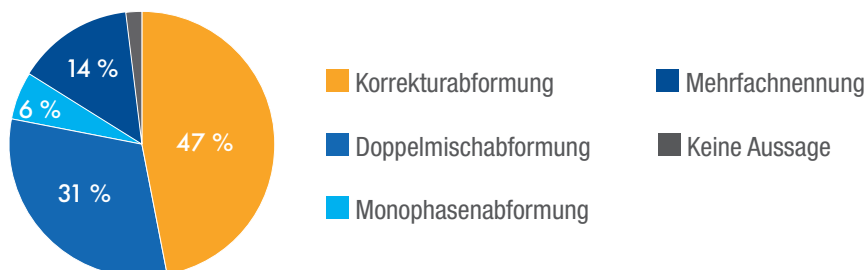 14 %
6 %
47 %
31 %
Korrekturabformung
Doppelmischabformung
Monophasenabformung
Mehrfachnennung
Keine Aussage